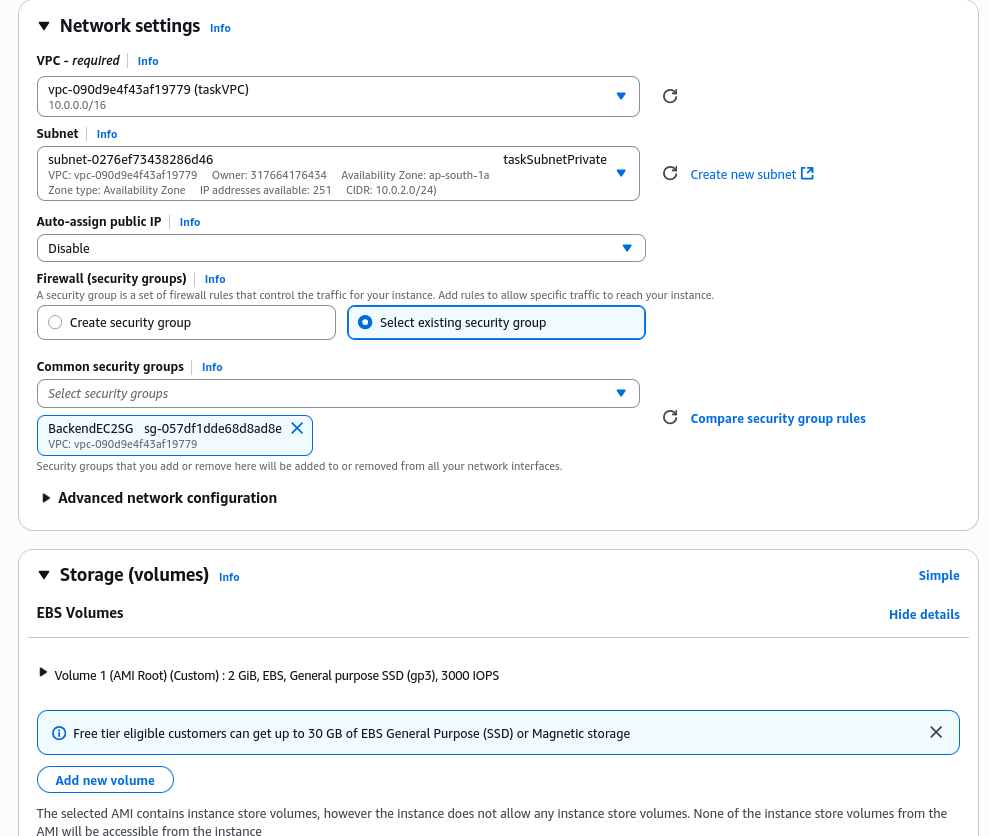 Network settings Info
VPC - required Info
vpc-090d9e4f43af19779 (taskVPC)
10.0.0.0/16
Subnet Info
subnet-0276ef73438286d46 taskSubnetPrivate
VPC: vpc-090d9e4f43af19779 Owner: 317664176434 Availability Zone: ap-south-1a
Zone type: Availability Zone IP addresses available: 251 CIDR: 10.0.2.0/24)
Create new subnet
Auto-assign public IP Info
Disable
Firewall (security groups) Info
A security group is a set of firewall rules that control the traffic for your instance. Add rules to allow specific traffic to reach your instance.
Create security group
Select existing security group
Common security groups Info
Select security groups
BackendEC2SG sg-057df1dde68d8ad8e
VPC: vpc-090d9e4f43af19779
Compare security group rules
Security groups that you add or remove here will be added to or removed from all your network interfaces.
Advanced network configuration
Storage (volumes) Info Simple
EBS Volumes Hide details
Volume 1 (AMI Root) (Custom) : 2 GiB, EBS, General purpose SSD (gp3), 3000 IOPS
Free tier eligible customers can get up to 30 GB of EBS General Purpose (SSD) or Magnetic storage
Add new volume
The selected AMI contains instance store volumes, however the instance does not allow any instance store volumes. None of the instance store volumes from the
AMI will be accessible from the instance